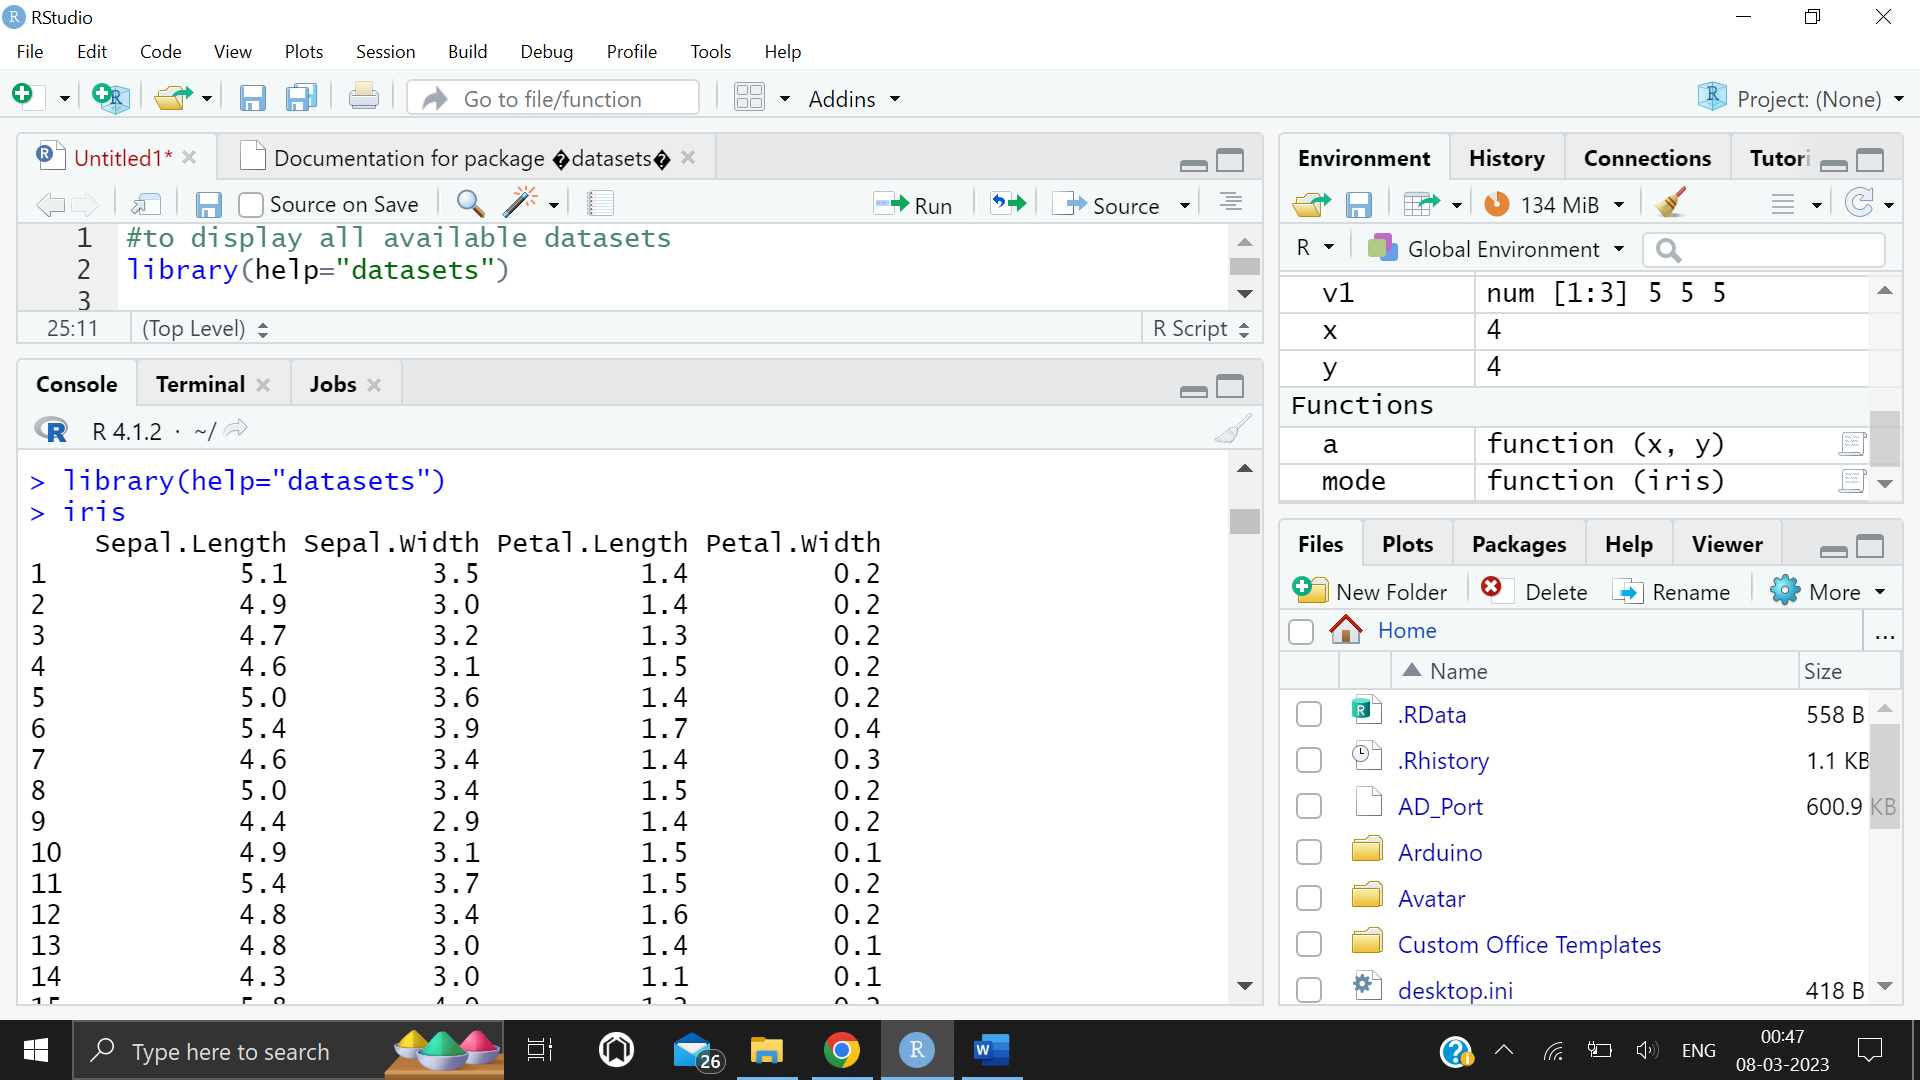 RStudio
File Edit Code View Plots Session Build Debug Profile Tools Help
Go to file/function Addins Project: (None)
Untitled1* Documentation for package �datasets�
Source on Save Run Source
1 #to display all available datasets
2 library(help="datasets")
3
25:11 (Top Level) R Script
Console Terminal Jobs
R 4.1.2 · ~/
> library(help="datasets")
> iris
Sepal.Length Sepal.Width Petal.Length Petal.Width
1 5.1 3.5 1.4 0.2
2 4.9 3.0 1.4 0.2
3 4.7 3.2 1.3 0.2
4 4.6 3.1 1.5 0.2
5 5.0 3.6 1.4 0.2
6 5.4 3.9 1.7 0.4
7 4.6 3.4 1.4 0.3
8 5.0 3.4 1.5 0.2
9 4.4 2.9 1.4 0.2
10 4.9 3.1 1.5 0.1
11 5.4 3.7 1.5 0.2
12 4.8 3.4 1.6 0.2
13 4.8 3.0 1.4 0.1
14 4.3 3.0 1.1 0.1
Environment History Connections Tutori
134 MiB
R Global Environment
v1 num [1:3] 5 5 5
x 4
y 4
Functions
a function (x, y)
mode function (iris)
Files Plots Packages Help Viewer
New Folder Delete Rename More
Home ...
Name Size
.RData 558 B
.Rhistory 1.1 KB
AD_Port 600.9 KB
Arduino
Avatar
Custom Office Templates
desktop.ini 418 B
Type here to search 26 R W ENG 00:47
08-03-2023